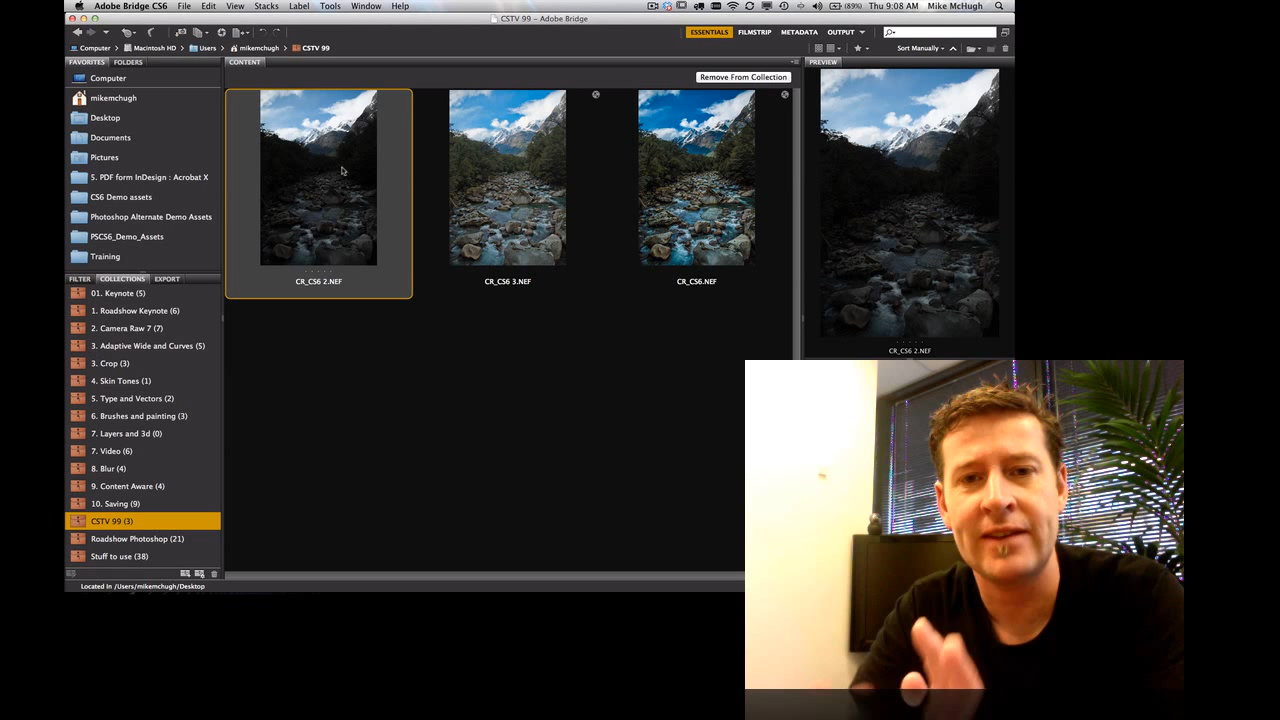 Adobe Bridge CS6 File Edit View Stacks Label Tools Window Help (89%) Thu 9:08 AM Mike McHugh
CSTV 99 – Adobe Bridge
ESSENTIALS FILMSTRIP METADATA OUTPUT
Computer Macintosh HD Users mikemchugh CSTV 99 Sort Manually
FAVORITES FOLDERS CONTENT PREVIEW
Remove From Collection
Computer
mikemchugh
Desktop
Documents
Pictures
5. PDF form InDesign : Acrobat X
CS6 Demo assets
Photoshop Alternate Demo Assets
PSCS6_Demo_Assets
Training
CR_CS6 2.NEF CR_CS6 3.NEF CR_CS6.NEF
CR_CS6 2.NEF
FILTER COLLECTIONS EXPORT
01. Keynote (5)
1. Roadshow Keynote (6)
2. Camera Raw 7 (7)
3. Adaptive Wide and Curves (5)
3. Crop (3)
4. Skin Tones (1)
5. Type and Vectors (2)
6. Brushes and painting (3)
7. Layers and 3d (0)
7. Video (6)
8. Blur (4)
9. Content Aware (4)
10. Saving (9)
CSTV 99 (3)
Roadshow Photoshop (21)
Stuff to use (38)
Located In /Users/mikemchugh/Desktop